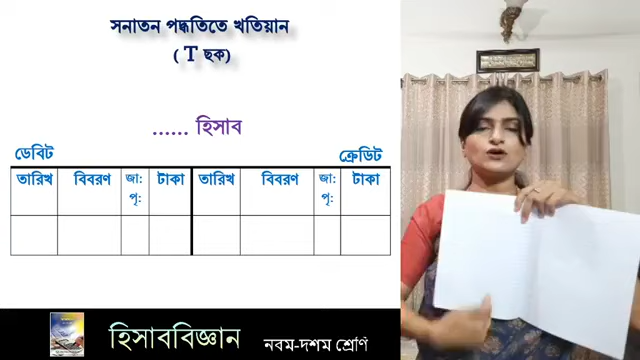 সনাতন পদ্ধতিতে খতিয়ান
( T ছক)
...... হিসাব
ডেবিট ক্রেডিট
তারিখ বিবরণ জা: পৃ: টাকা তারিখ বিবরণ জা: পৃ: টাকা
হিসাববিজ্ঞান নবম-দশম শ্রেণি